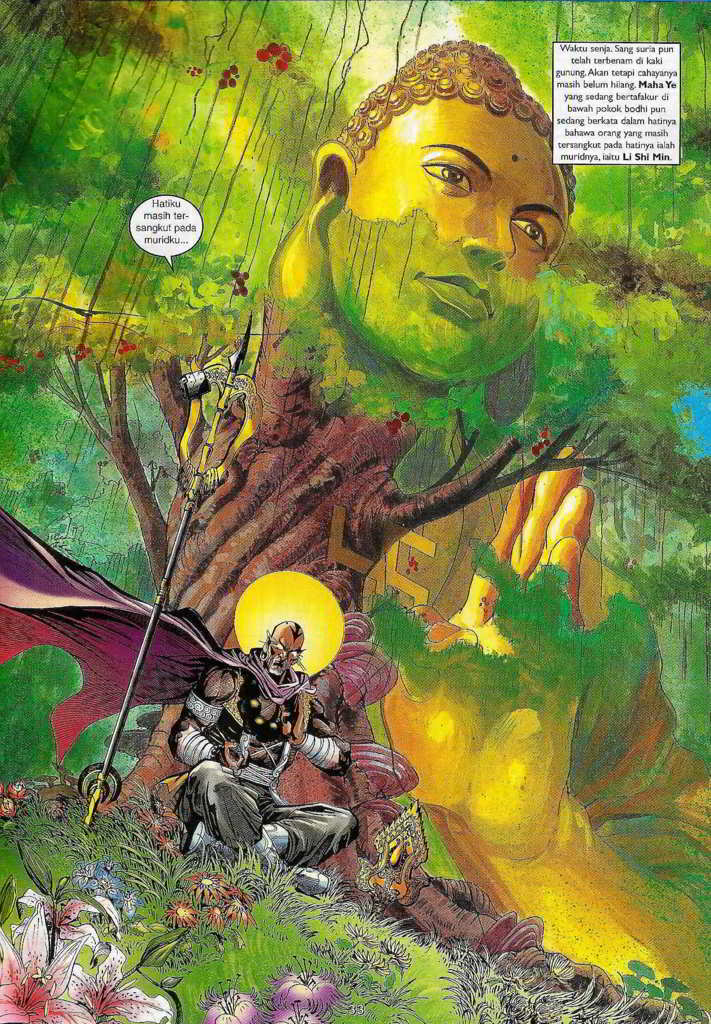 Waktu senja. Sang suria pun
telah terbenam di kaki
gunung. Akan tetapi cahayanya
masih belum hilang. Maha Ye
yang sedang bertafakur di
bawah pokok bodhi pun
sedang berkata dalam hatinya
bahawa orang yang masih
tersangkut pada hatinya ialah
muridnya, iaitu Li Shi Min.
Hatiku
masih ter-
sangkut pada
muridku...
33